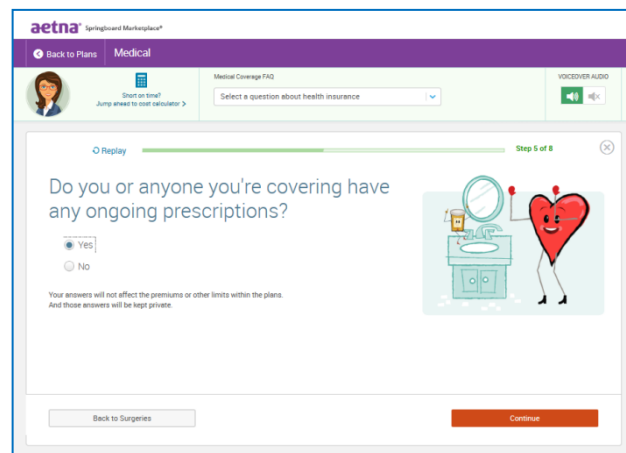 aetna® Springboard Marketplace®
Back to Plans Medical
Short on time?
Jump ahead to cost calculator >
Medical Coverage FAQ
Select a question about health insurance
VOICEOVER AUDIO
Replay
Step 5 of 8
Do you or anyone you're covering have
any ongoing prescriptions?
Yes
No
Your answers will not affect the premiums or other limits within the plans.
And those answers will be kept private.
Back to Surgeries
Continue